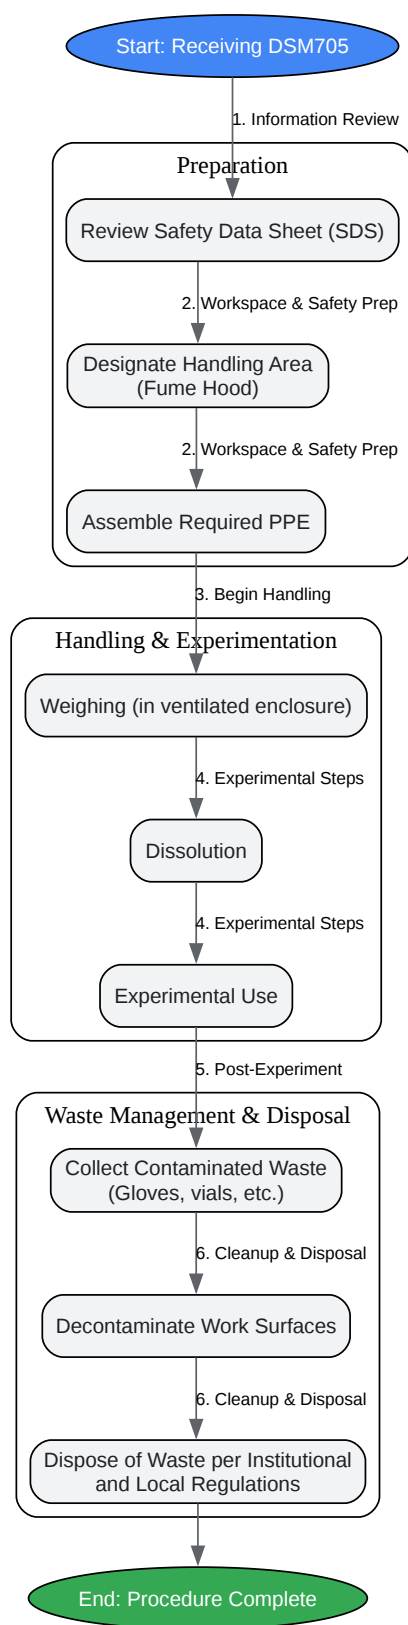 Start: Receiving DSM705
1. Information Review
Preparation
Review Safety Data Sheet (SDS)
2. Workspace & Safety Prep
Designate Handling Area
(Fume Hood)
2. Workspace & Safety Prep
Assemble Required PPE
3. Begin Handling
Handling & Experimentation
Weighing (in ventilated enclosure)
4. Experimental Steps
Dissolution
4. Experimental Steps
Experimental Use
5. Post-Experiment
Waste Management & Disposal
Collect Contaminated Waste
(Gloves, vials, etc.)
6. Cleanup & Disposal
Decontaminate Work Surfaces
6. Cleanup & Disposal
Dispose of Waste per Institutional
and Local Regulations
End: Procedure Complete